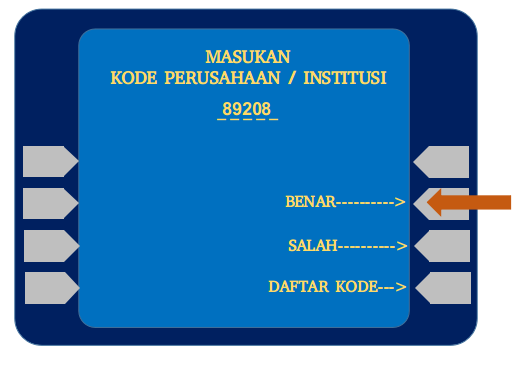 MASUKAN
KODE PERUSAHAAN / INSTITUSI
89208
BENAR---------->
SALAH---------->
DAFTAR KODE--->